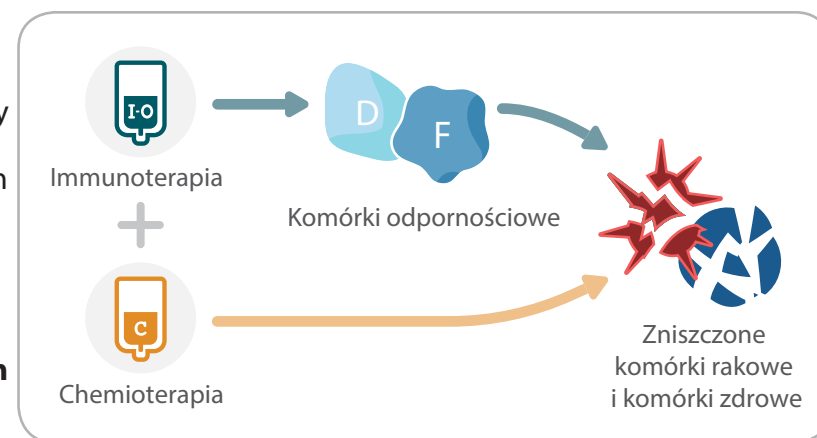 y
I-O
D
F
Immunoterapia
h
Komórki odpornościowe
C
Zniszczone
komórki rakowe
i komórki zdrowe
Chemioterapia